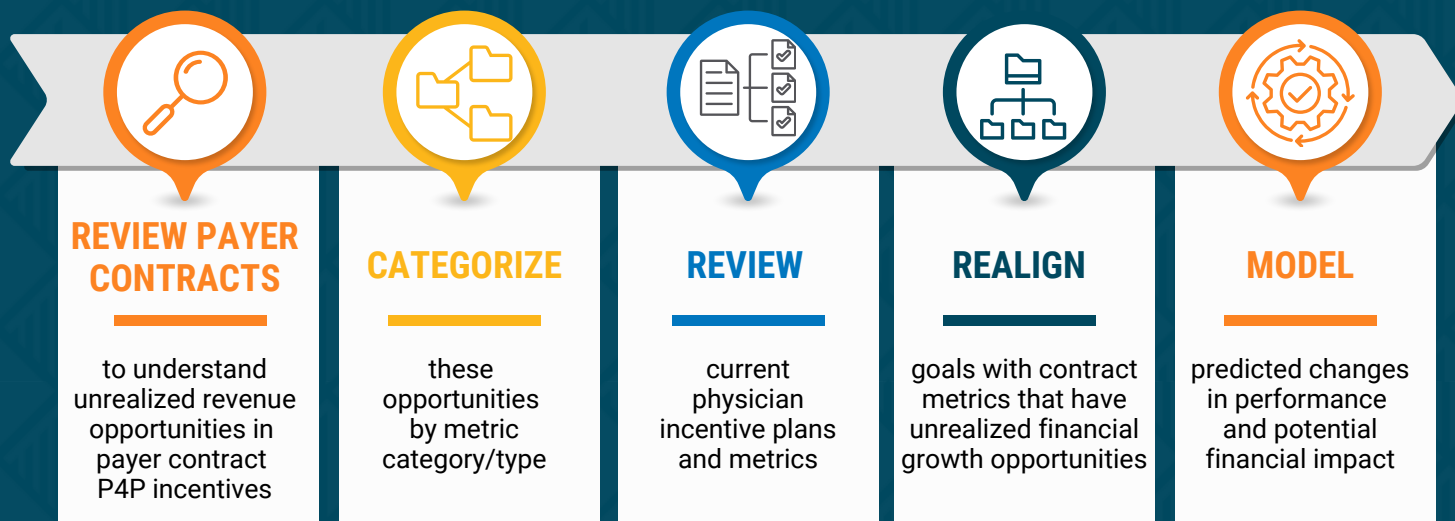 REVIEW PAYER
CONTRACTS
to understand
unrealized revenue
opportunities in
payer contract
P4P incentives
CATEGORIZE
these
opportunities
by metric
category/type
REVIEW
current
physician
incentive plans
and metrics
REALIGN
goals with contract
metrics that have
unrealized financial
growth opportunities
MODEL
predicted changes
in performance
and potential
financial impact